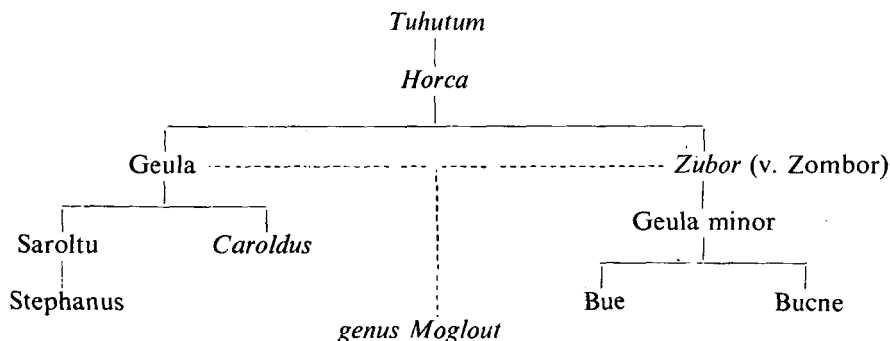 Tuhutum
Horca
Geula Zubor (v. Zombor)
Geula minor
Saroltu Caroldus
Stephanus Bue Bucne
genus Moglout